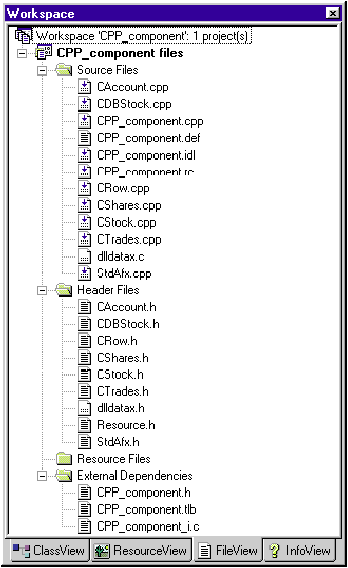 Workspace
Workspace 'CPP_component': 1 project(s)
CPP_component files
Source Files
CAccount.cpp
CDBStock.cpp
CPP_component.cpp
CPP_component.def
CPP_component.idl
CPP_component.rc
CRow.cpp
CShares.cpp
CStock.cpp
CTrades.cpp
dlldatax.c
StdAfx.cpp
Header Files
CAccount.h
CDBStock.h
CRow.h
CShares.h
CStock.h
CTrades.h
dlldatax.h
Resource.h
StdAfx.h
Resource Files
External Dependencies
CPP_component.h
CPP_component.tlb
CPP_component_i.c
ClassView ResourceView FileView InfoView